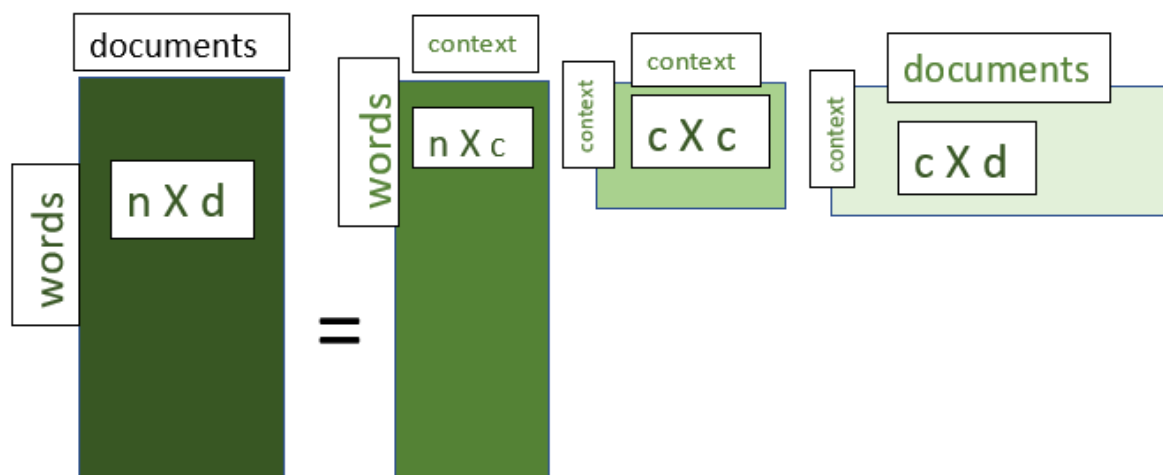 documents
words
n X d
=
context
words
n X c
context
context
c X c
documents
context
c X d